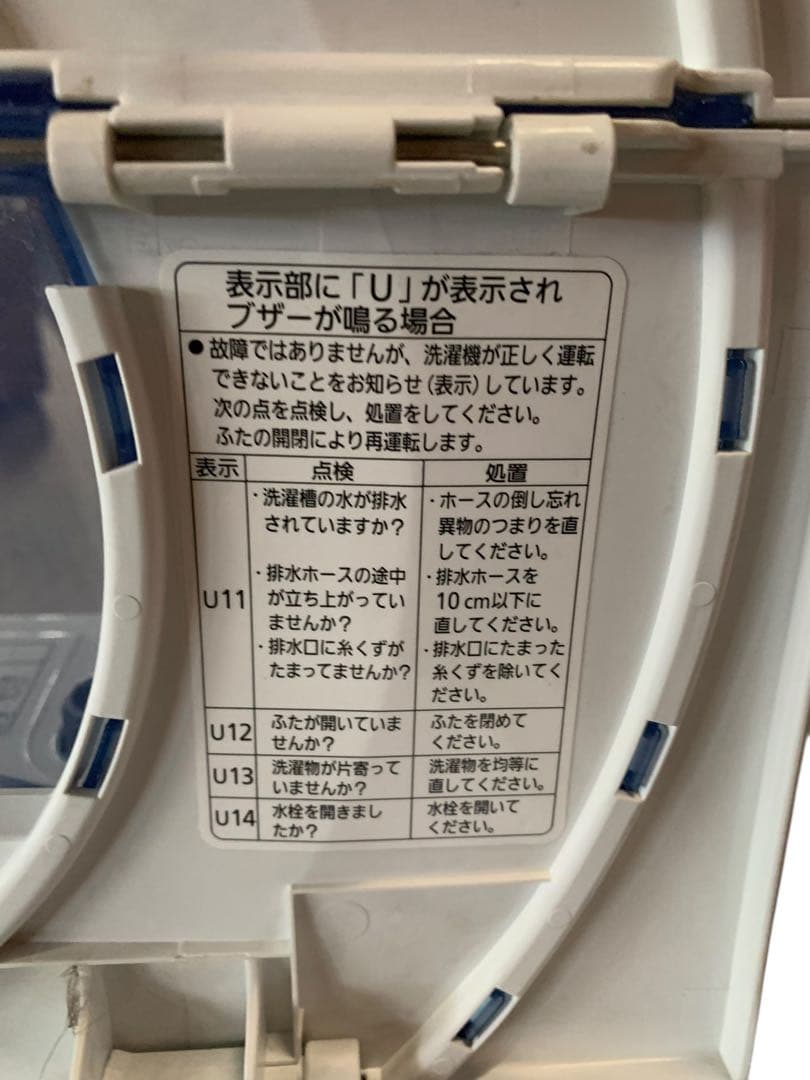 表示部に「U」が表示され
ブザーが鳴る場合
● 故障ではありませんが、洗濯機が正しく運転
できないことをお知らせ(表示)しています。
次の点を点検し、処置をしてください。
ふたの開閉により再運転します。
表示 点検 処置
U11
・洗濯槽の水が排水
されていますか?
・排水ホースの途中
が立ち上がってい
ませんか?
・排水口に糸くずが
たまってませんか?
・ホースの倒し忘れ
異物のつまりを直
してください。
・排水ホースを
10cm以下に
直してください。
・排水口にたまった
糸くずを除いてく
ださい。
U12
ふたが開いていま
せんか?
ふたを閉めて
ください。
U13
洗濯物が片寄って
いませんか?
洗濯物を均等に
直してください。
U14
水栓を開きまし
たか?
水栓を開いて
ください。